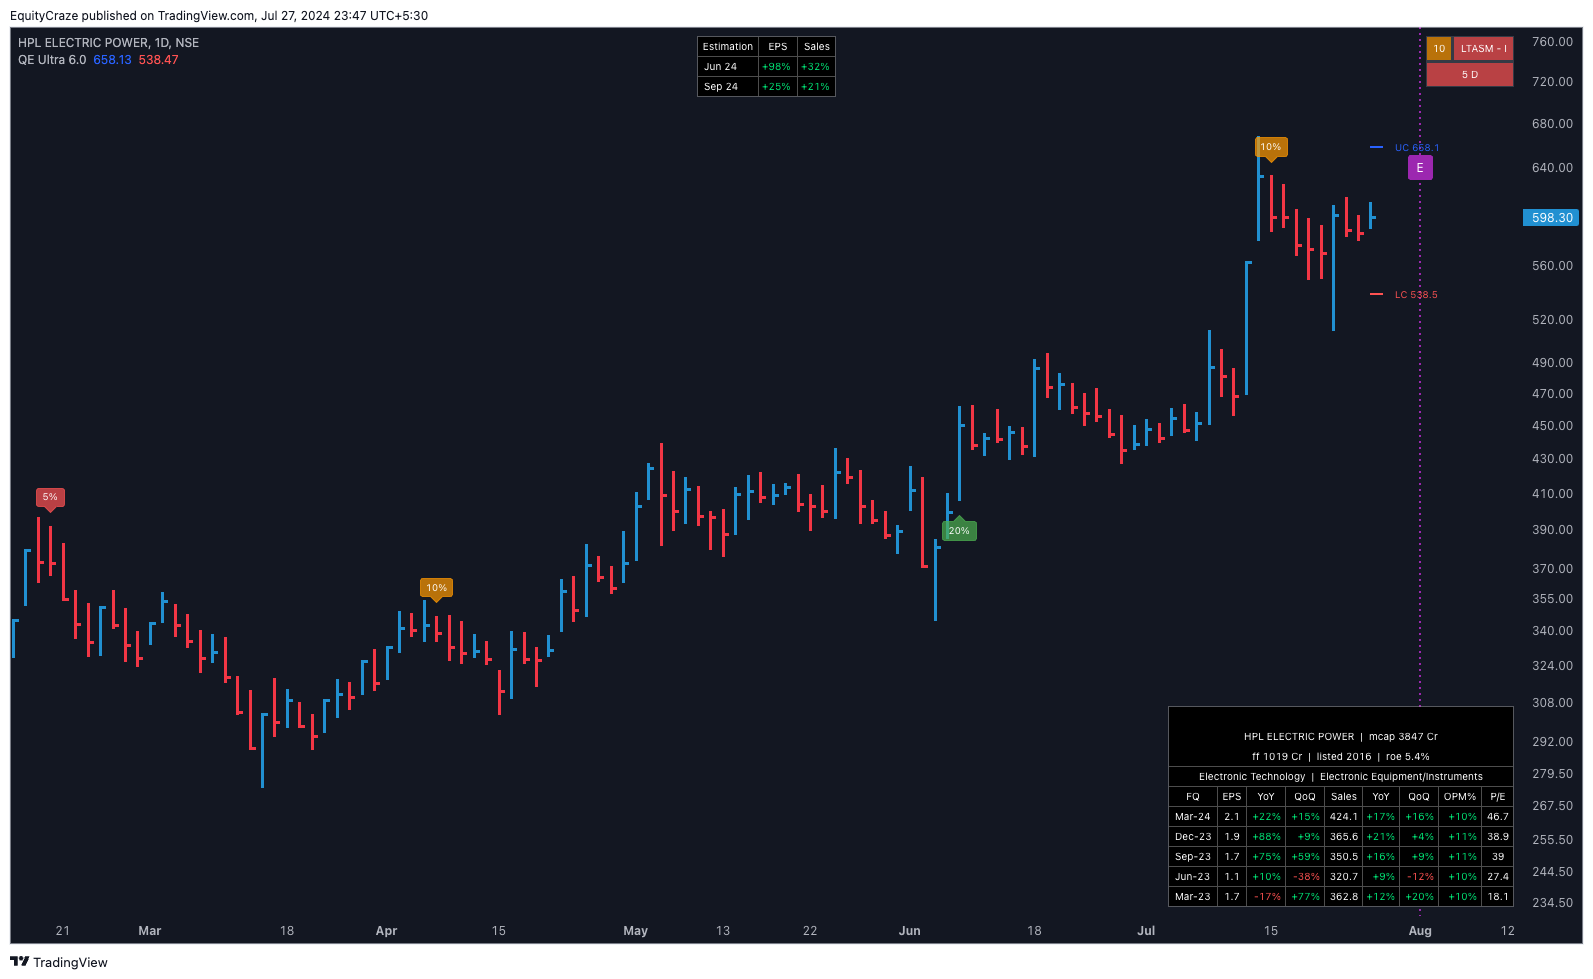 EquityCraze published on TradingView.com, Jul 27, 2024 23:47 UTC+5:30
HPL ELECTRIC POWER, 1D, NSE
QE Ultra 6.0 658.13 538.47
Estimation EPS Sales
Jun 24 +98% +32%
Sep 24 +25% +21%
10 LTASM - I
5 D
760.00
720.00
680.00
640.00
598.30
560.00
520.00
490.00
470.00
450.00
430.00
410.00
390.00
370.00
355.00
340.00
324.00
308.00
292.00
279.50
267.50
255.50
244.50
234.50
10%
UC 658.1
E
LC 538.5
5%
10%
20%
HPL ELECTRIC POWER | mcap 3847 Cr
ff 1019 Cr | listed 2016 | roe 5.4%
Electronic Technology | Electronic Equipment/Instruments
FQ EPS YoY QoQ Sales YoY QoQ OPM% P/E
Mar-24 2.1 +22% +15% 424.1 +17% +16% +10% 46.7
Dec-23 1.9 +88% +9% 365.6 +21% +4% +11% 38.9
Sep-23 1.7 +75% +59% 350.5 +16% +9% +11% 39
Jun-23 1.1 +10% -38% 320.7 +9% -12% +10% 27.4
Mar-23 1.7 -17% +77% 362.8 +12% +20% +10% 18.1
21 Mar 18 Apr 15 May 13 22 Jun 18 Jul 15 Aug 12
TradingView